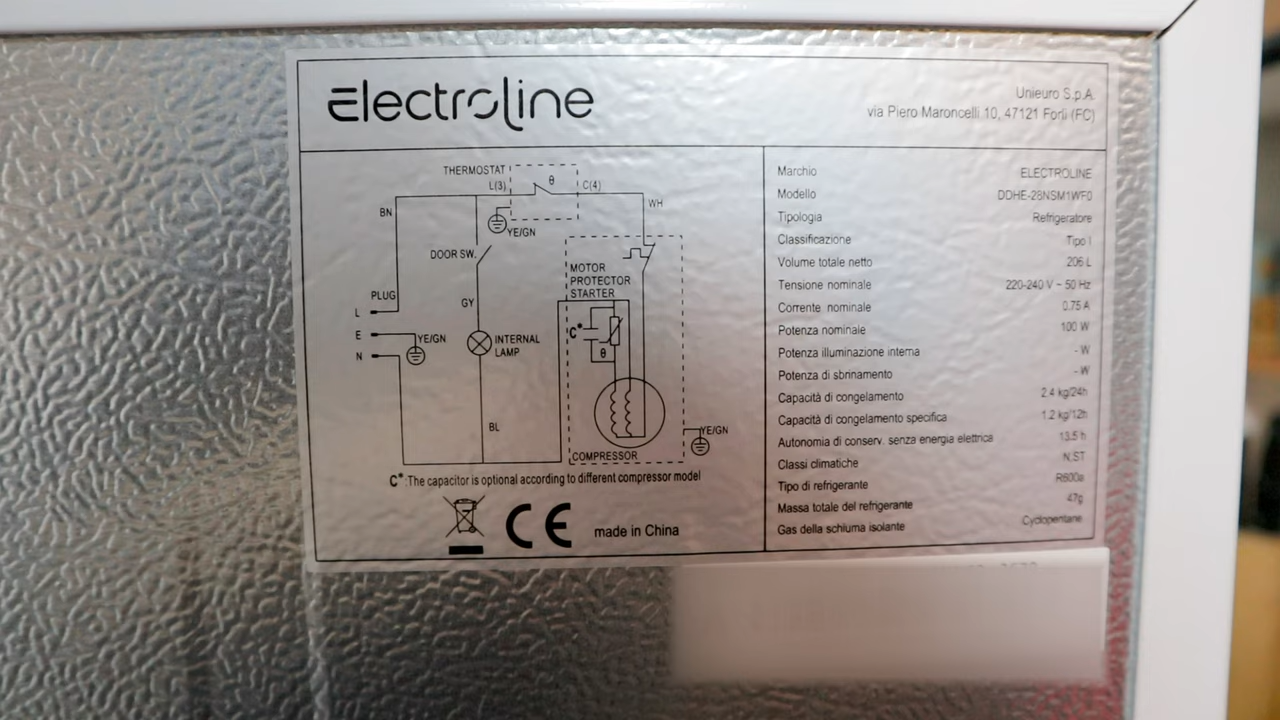 Electroline
Unieuro S.p.A.
via Piero Maroncelli 10, 47121 Forlì (FC)
THERMOSTAT
L(3)
θ
C(4)
BN
WH
YE/GN
DOOR SW.
MOTOR
PROTECTOR
STARTER
PLUG
GY
L
C*
E
YE/GN
INTERNAL
LAMP
N
θ
BL
YE/GN
COMPRESSOR
C*:The capacitor is optional according to different compressor model
CE made in China
Marchio ELECTROLINE
Modello DDHE-28NSM1WF0
Tipologia Refrigeratore
Classificazione Tipo I
Volume totale netto 206 L
Tensione nominale 220-240 V ~ 50 Hz
Corrente nominale 0.75 A
Potenza nominale 100 W
Potenza illuminazione interna - W
Potenza di sbrinamento - W
Capacità di congelamento 2.4 kg/24h
Capacità di congelamento specifica 1.2 kg/12h
Autonomia di conserv. senza energia elettrica 13.5 h
Classi climatiche N,ST
Tipo di refrigerante R600a
Massa totale del refrigerante 47g
Gas della schiuma isolante Cyclopentane